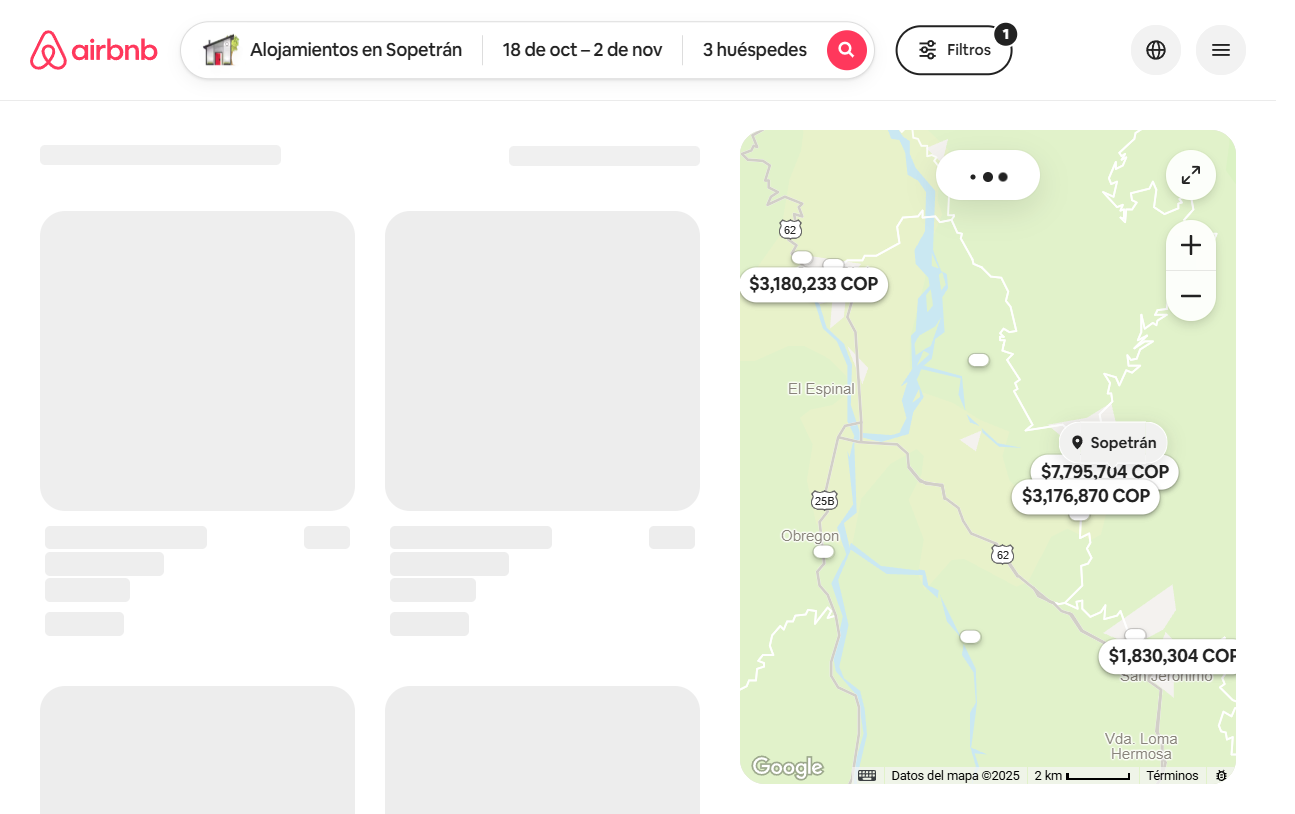 airbnb
Alojamientos en Sopetrán
18 de oct – 2 de nov
3 huéspedes
Filtros
1
62
$3,180,233 COP
El Espinal
Sopetrán
$7,795,704 COP
$3,176,870 COP
25B
Obregon
62
$1,830,304 COP
San Jerónimo
Vda. Loma
Hermosa
Google
Datos del mapa ©2025
2 km
Términos